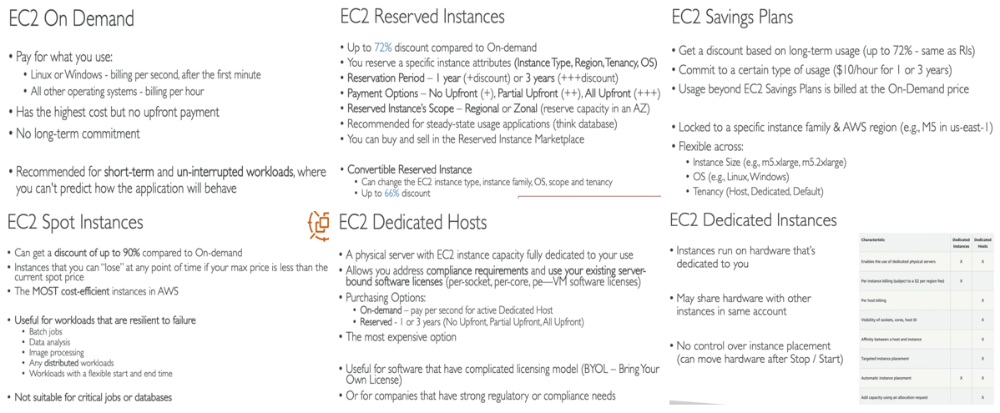 EC2 On Demand
• Pay for what you use:
• Linux or Windows - billing per second, after the first minute
• All other operating systems - billing per hour
• Has the highest cost but no upfront payment
• No long-term commitment
• Recommended for short-term and un-interrupted workloads, where
you can't predict how the application will behave
EC2 Reserved Instances
• Up to 72% discount compared to On-demand
• You reserve a specific instance attributes (Instance Type, Region, Tenancy, OS)
• Reservation Period – 1 year (+discount) or 3 years (+++discount)
• Payment Options – No Upfront (+), Partial Upfront (++), All Upfront (+++)
• Reserved Instance's Scope – Regional or Zonal (reserve capacity in an AZ)
• Recommended for steady-state usage applications (think database)
• You can buy and sell in the Reserved Instance Marketplace
• Convertible Reserved Instance
• Can change the EC2 instance type, instance family, OS, scope and tenancy
• Up to 66% discount
EC2 Savings Plans
• Get a discount based on long-term usage (up to 72% - same as RIs)
• Commit to a certain type of usage ($10/hour for 1 or 3 years)
• Usage beyond EC2 Savings Plans is billed at the On-Demand price
• Locked to a specific instance family & AWS region (e.g., M5 in us-east-1)
• Flexible across:
• Instance Size (e.g., m5.xlarge, m5.2xlarge)
• OS (e.g., Linux, Windows)
• Tenancy (Host, Dedicated, Default)
EC2 Spot Instances
• Can get a discount of up to 90% compared to On-demand
• Instances that you can "lose" at any point of time if your max price is less than the
current spot price
• The MOST cost-efficient instances in AWS
• Useful for workloads that are resilient to failure
• Batch jobs
• Data analysis
• Image processing
• Any distributed workloads
• Workloads with a flexible start and end time
• Not suitable for critical jobs or databases
EC2 Dedicated Hosts
• A physical server with EC2 instance capacity fully dedicated to your use
• Allows you address compliance requirements and use your existing server-
bound software licenses (per-socket, per-core, pe—VM software licenses)
• Purchasing Options:
• On-demand – pay per second for active Dedicated Host
• Reserved - 1 or 3 years (No Upfront, Partial Upfront, All Upfront)
• The most expensive option
• Useful for software that have complicated licensing model (BYOL – Bring Your
Own License)
• Or for companies that have strong regulatory or compliance needs
EC2 Dedicated Instances
• Instances run on hardware that's
dedicated to you
• May share hardware with other
instances in same account
• No control over instance placement
(can move hardware after Stop / Start)
Characteristic Dedicated Instances Dedicated Hosts
Enables the use of dedicated physical servers X X
Per instance billing (subject to a $2 per region fee) X
Per host billing X
Visibility of sockets, cores, host ID X
Affinity between a host and instance X
Targeted instance placement X
Automatic instance placement X X
Add capacity using an allocation request X